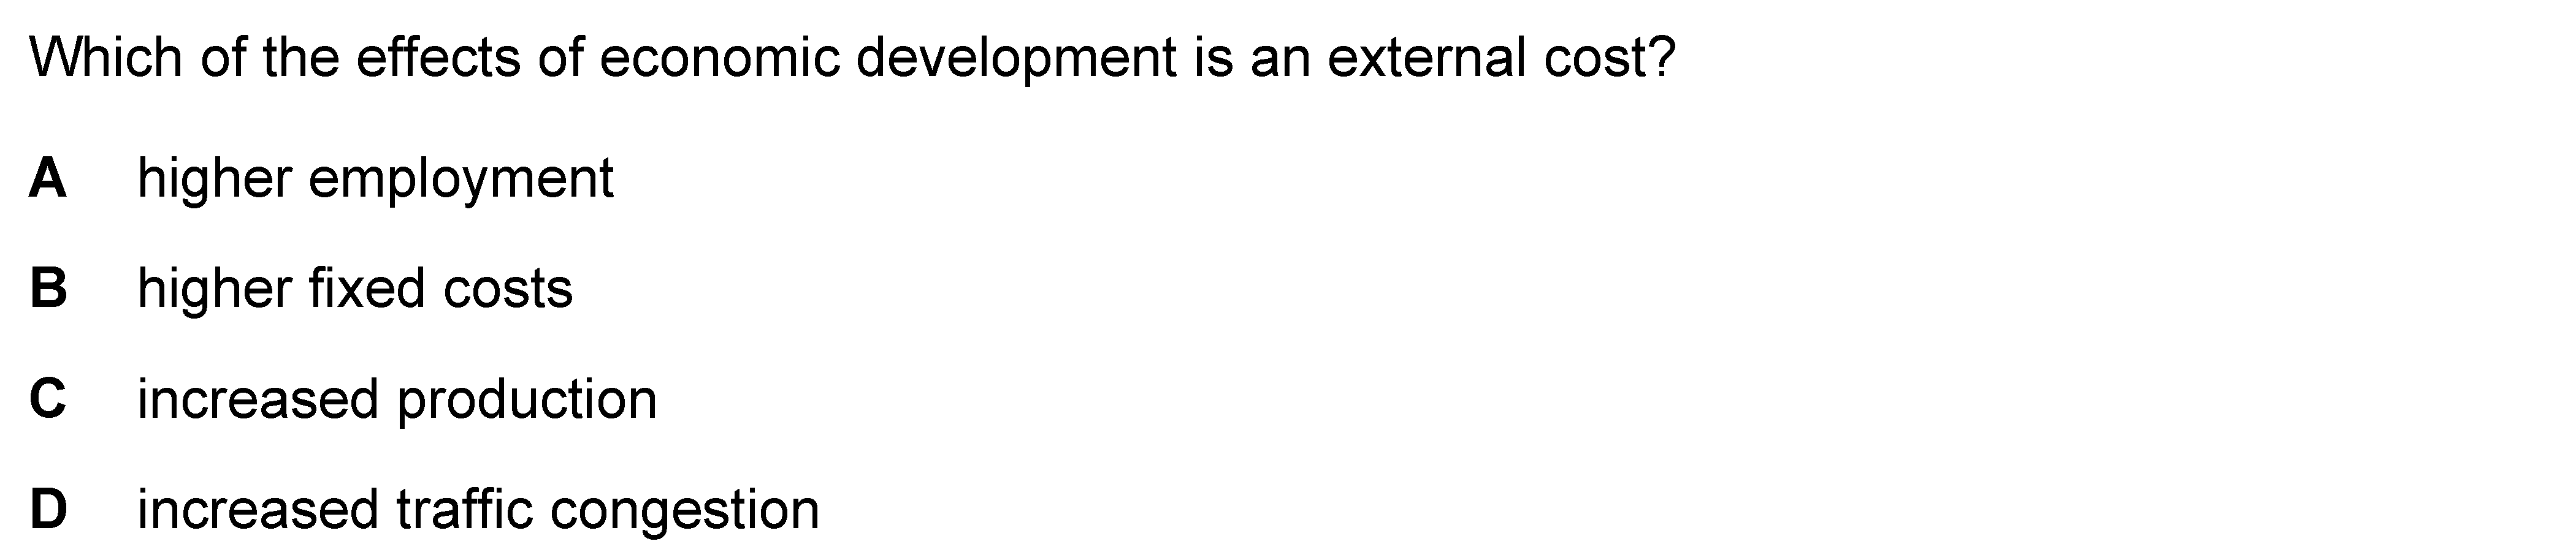 Which of the effects of economic development is an external cost?
A higher employment
B higher fixed costs
C increased production
D increased traffic congestion